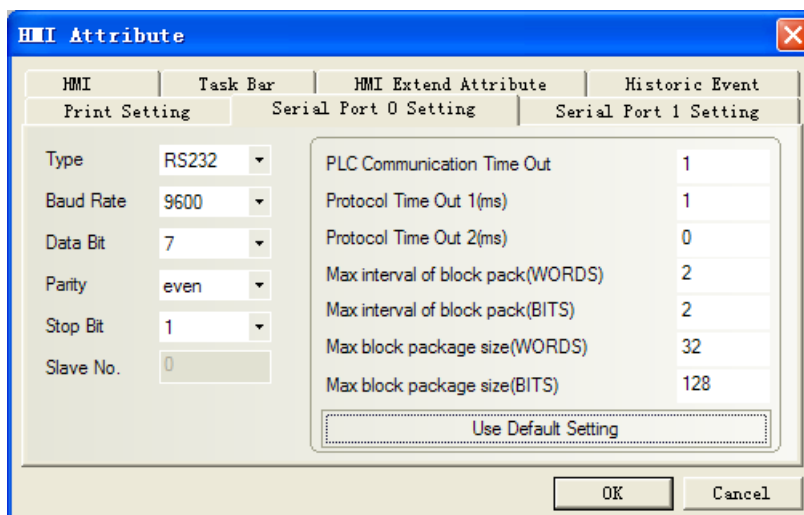 HMI Attribute
HMI Task Bar HMI Extend Attribute Historic Event
Print Setting Serial Port 0 Setting Serial Port 1 Setting
Type RS232
Baud Rate 9600
Data Bit 7
Parity even
Stop Bit 1
Slave No. 0
PLC Communication Time Out 1
Protocol Time Out 1(ms) 1
Protocol Time Out 2(ms) 0
Max interval of block pack(WORDS) 2
Max interval of block pack(BITS) 2
Max block package size(WORDS) 32
Max block package size(BITS) 128
Use Default Setting
OK Cancel